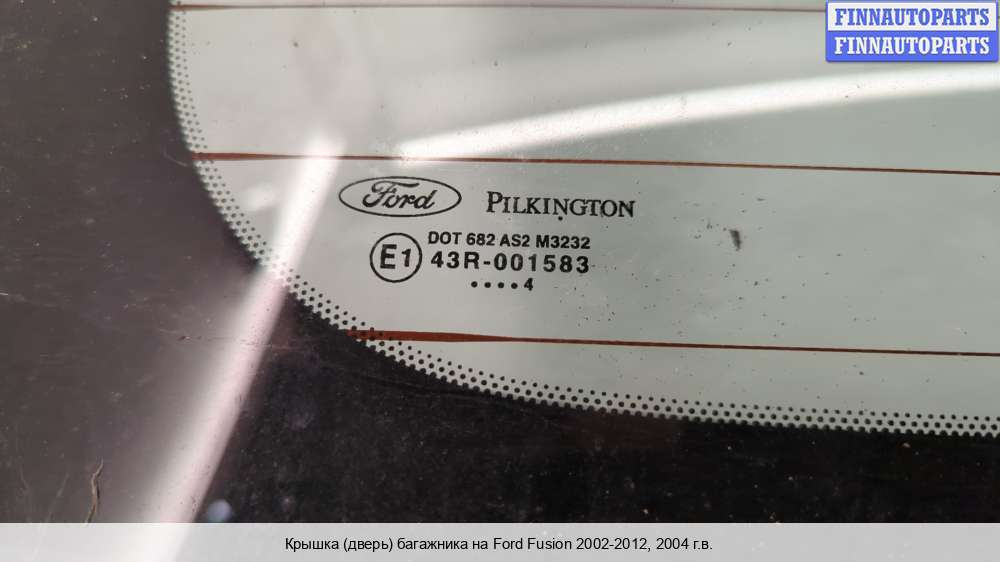 FINNAUTOPARTS
FINNAUTOPARTS
Ford PILKINGTON
DOT 682 AS2 M3232
E1 43R-001583
....4
Крышка (дверь) багажника на Ford Fusion 2002-2012, 2004 г.в.